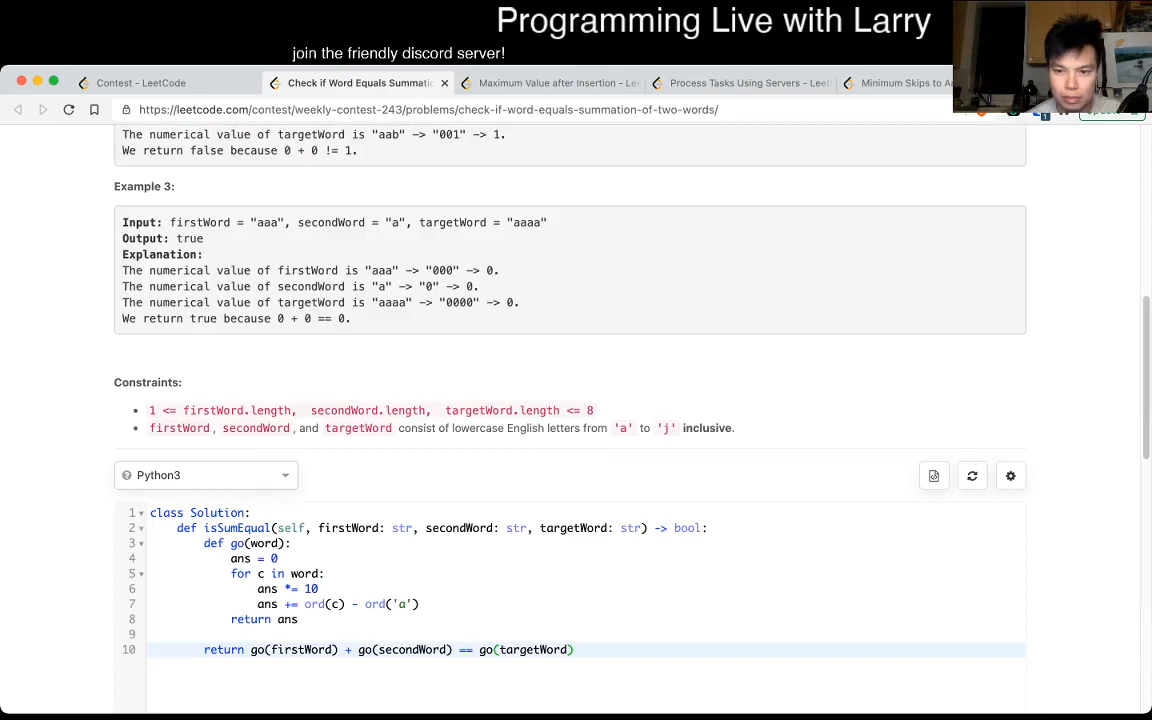 Programming Live with Larry
join the friendly discord server!
Contest - LeetCode
Check if Word Equals Summatic
Maximum Value after Insertion - Le
Process Tasks Using Servers - Leet
Minimum Skips to A
https://leetcode.com/contest/weekly-contest-243/problems/check-if-word-equals-summation-of-two-words/
The numerical value of targetWord is "aab" -> "001" -> 1.
We return false because 0 + 0 != 1.
Example 3:
Input: firstWord = "aaa", secondWord = "a", targetWord = "aaaa"
Output: true
Explanation:
The numerical value of firstWord is "aaa" -> "000" -> 0.
The numerical value of secondWord is "a" -> "0" -> 0.
The numerical value of targetWord is "aaaa" -> "0000" -> 0.
We return true because 0 + 0 == 0.
Constraints:
1 <= firstWord.length, secondWord.length, targetWord.length <= 8
firstWord, secondWord, and targetWord consist of lowercase English letters from 'a' to 'j' inclusive.
Python3
1 class Solution:
2 def isSumEqual(self, firstWord: str, secondWord: str, targetWord: str) -> bool:
3 def go(word):
4 ans = 0
5 for c in word:
6 ans *= 10
7 ans += ord(c) - ord('a')
8 return ans
9
10 return go(firstWord) + go(secondWord) == go(targetWord)